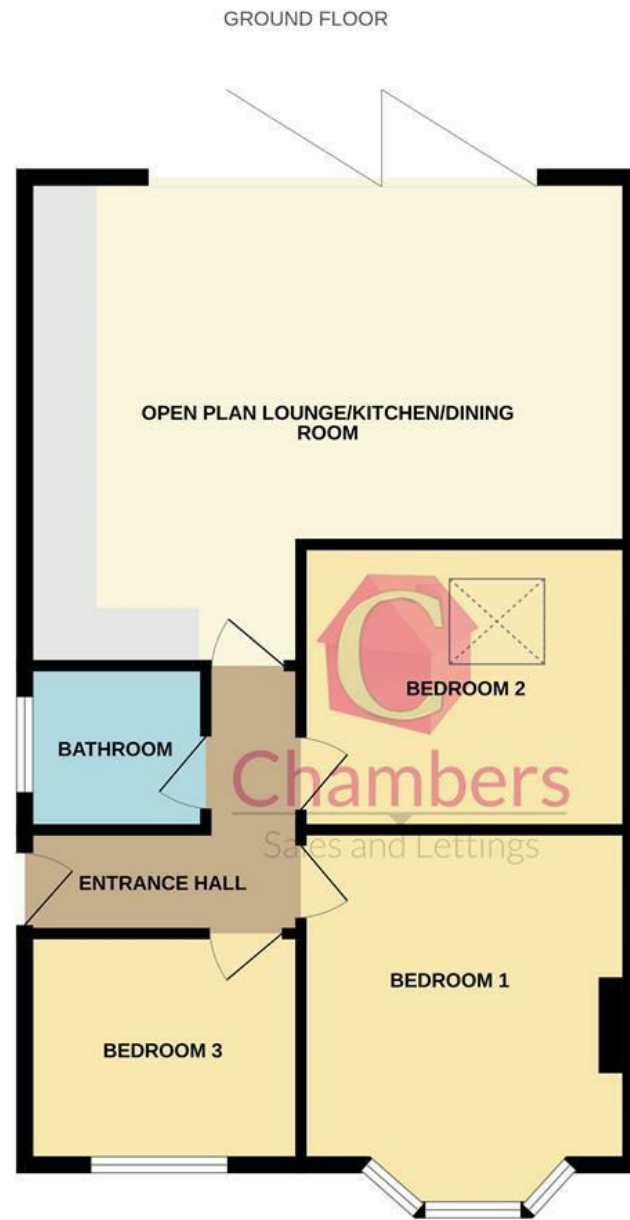 GROUND FLOOR
OPEN PLAN LOUNGE/KITCHEN/DINING
ROOM
C
BEDROOM 2
BATHROOM
Chambers
Sales and Lettings
ENTRANCE HALL
BEDROOM 1
BEDROOM 3